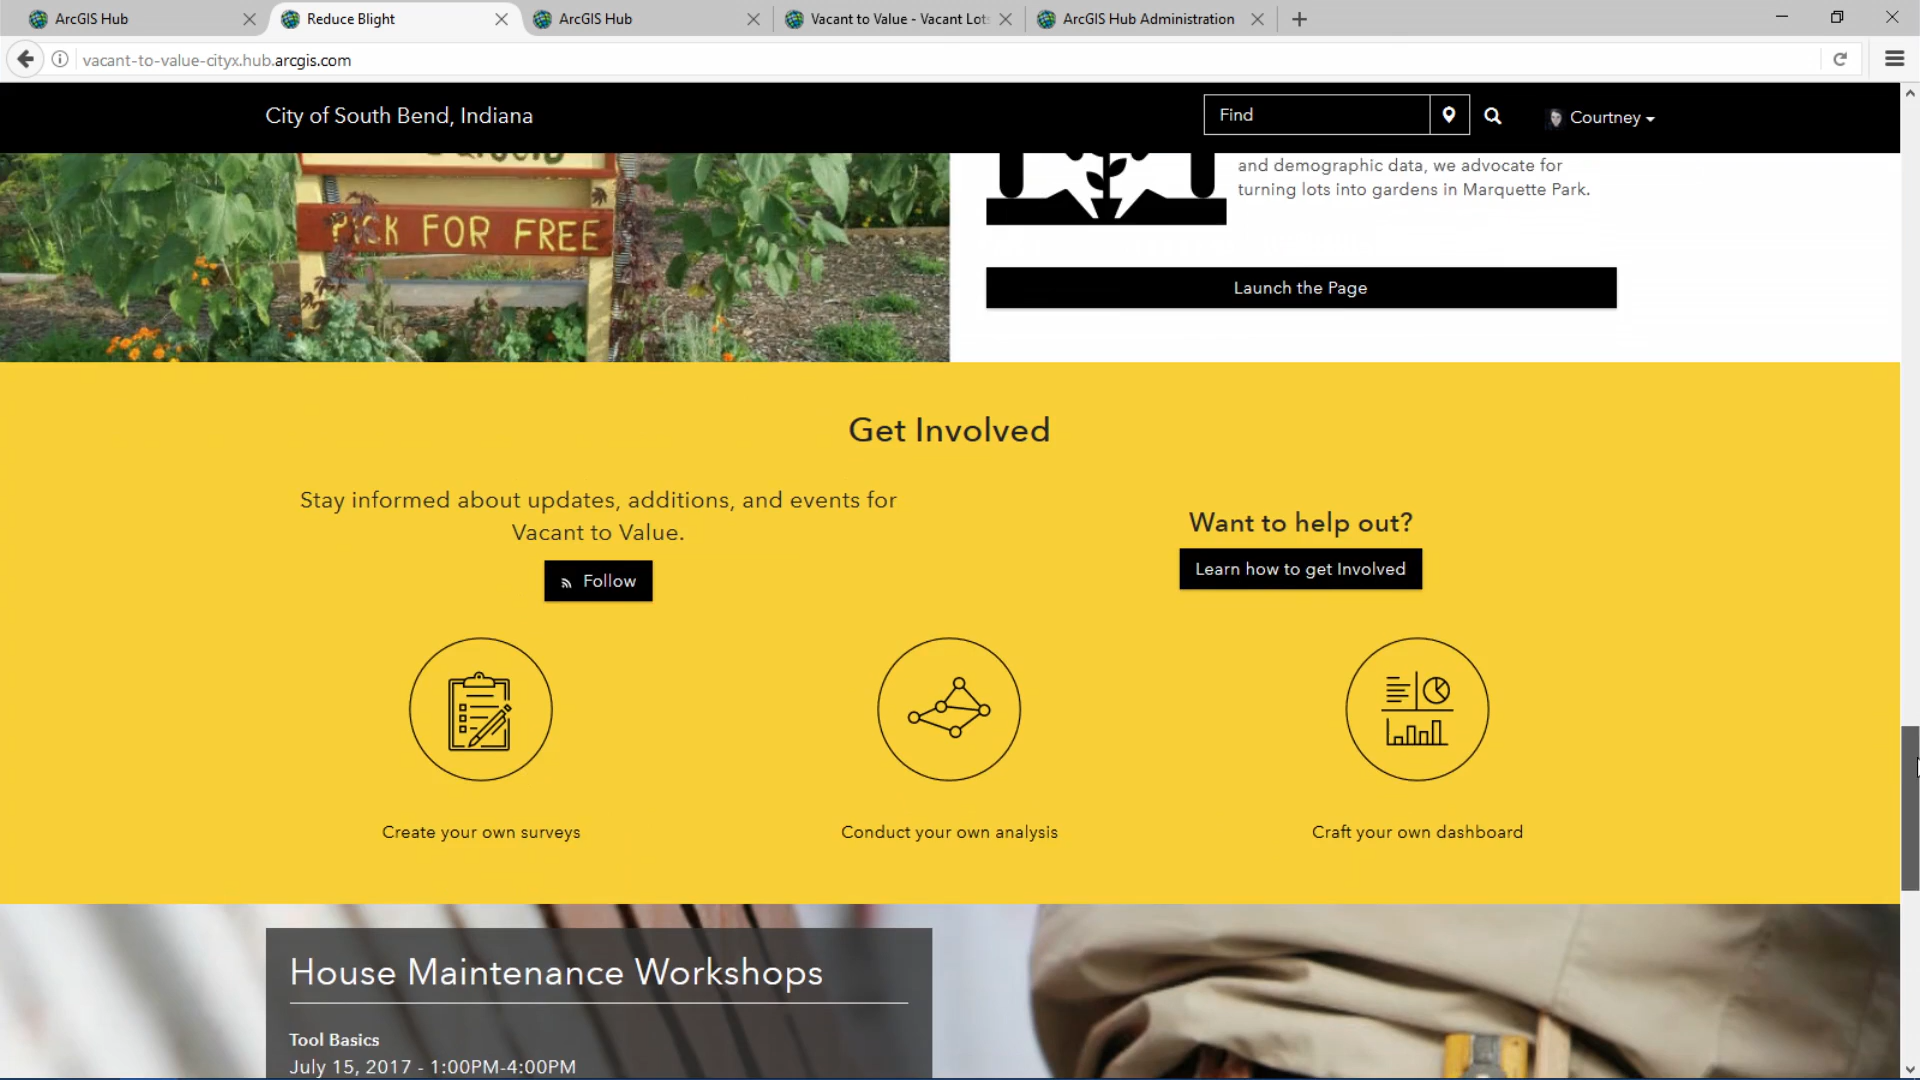 ArcGIS Hub
Reduce Blight
ArcGIS Hub
Vacant to Value - Vacant Lot
ArcGIS Hub Administration
vacant-to-value-cityx.hub.arcgis.com
City of South Bend, Indiana
Find
Courtney
PICK FOR FREE
and demographic data, we advocate for
turning lots into gardens in Marquette Park.
Launch the Page
Get Involved
Stay informed about updates, additions, and events for
Vacant to Value.
Follow
Want to help out?
Learn how to get Involved
Create your own surveys
Conduct your own analysis
Craft your own dashboard
House Maintenance Workshops
Tool Basics
July 15, 2017 - 1:00PM-4:00PM